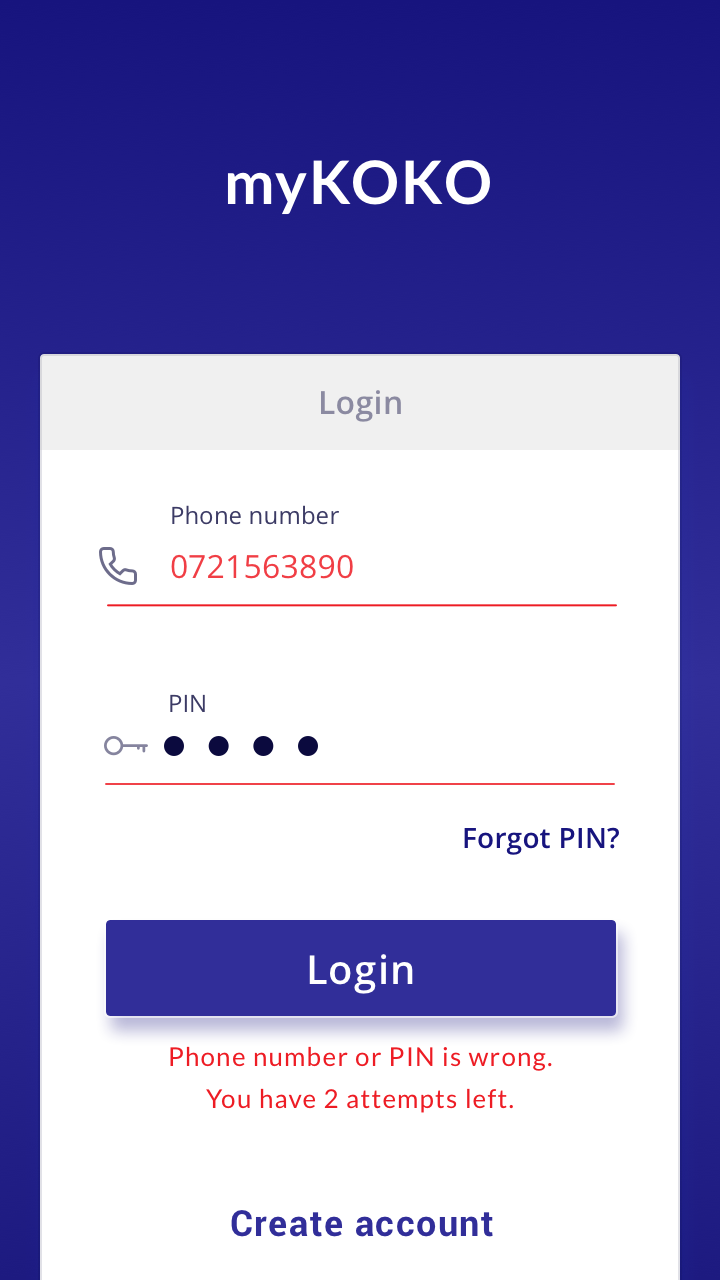 myKOKO
Login
Phone number
0721563890
PIN
Forgot PIN?
Login
Phone number or PIN is wrong.
You have 2 attempts left.
Create account